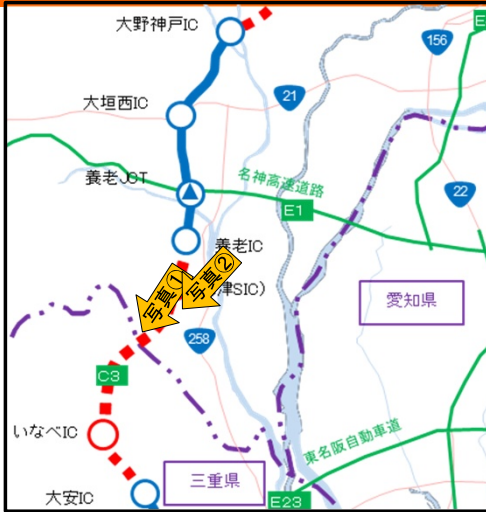 大野神戸IC
E
156
大垣西IC
21
養老JCT
名神高速道路
22
E1
養老IC
写真①
写真②
津SIC)
愛知県
258
C3
いなべIC
東名阪自動車道
三重県
大安IC
E23